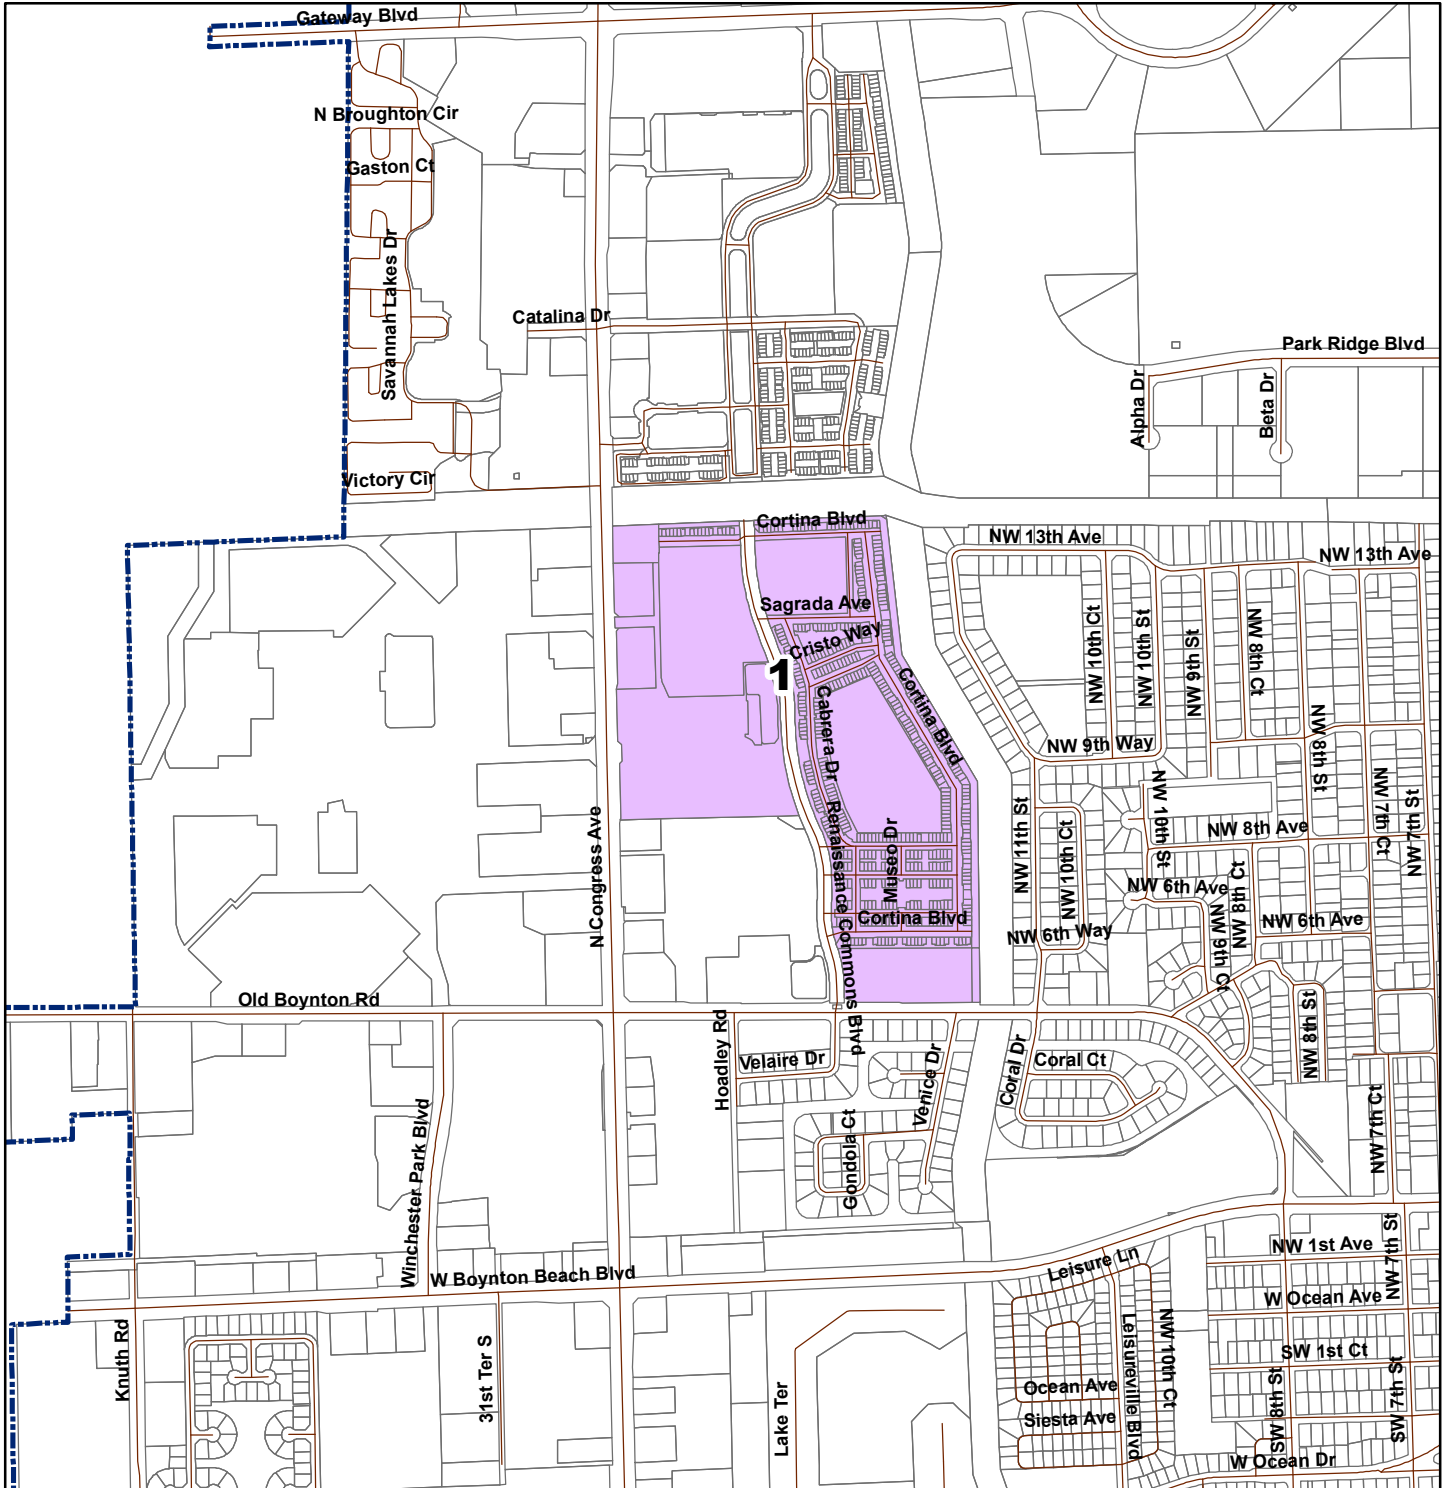 Gateway Blvd
N Broughton Cir
Gaston Ct
Savannah Lakes Dr
Catalina Dr
Park Ridge Blvd
Alpha Dr
Beta Dr
Victory Cir
Cortina Blvd
NW 13th Ave
NW 13th Ave
Sagrada Ave
Cristo Way
1
Cabrera Dr
Cortina Blvd
NW 10th Ct
NW 10th St
NW 9th St
NW 8th Ct
NW 9th Way
NW 8th St
NW 7th Ct
NW 7th St
NW 10th St
NW 11th St
NW 10th Ct
NW 8th Ave
N Congress Ave
Renaissance Commons Blvd
Museo Dr
Cortina Blvd
NW 6th Ave
NW 8th Ct
NW 9th Ct
NW 6th Ave
NW 6th Way
Old Boynton Rd
NW 8th St
Hoadley Rd
Velaire Dr
Venice Dr
Coral Dr
Coral Ct
Gondola Ct
Winchester Park Blvd
NW 7th Ct
NW 7th St
NW 1st Ave
W Ocean Ave
Leisure Ln
W Boynton Beach Blvd
Knuth Rd
31st Ter S
Lake Ter
Leisureville Blvd
NW 10th Ct
SW 1st Ct
Ocean Ave
Siesta Ave
SW 8th St
SW 7th St
W Ocean Dr